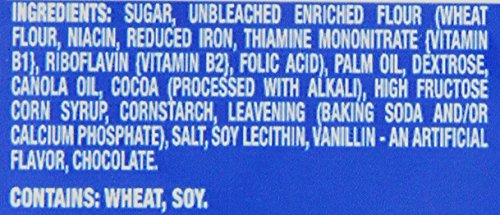 INGREDIENTS: SUGAR, UNBLEACHED ENRICHED FLOUR {WHEAT
FLOUR, NIACIN, REDUCED IRON, THIAMINE MONONITRATE {VITAMIN
B1}, RIBOFLAVIN {VITAMIN B2}, FOLIC ACID}, PALM OIL, DEXTROSE,
CANOLA OIL, COCOA (PROCESSED WITH ALKALI), HIGH FRUCTOSE
CORN SYRUP, CORNSTARCH, LEAVENING (BAKING SODA AND/OR
CALCIUM PHOSPHATE), SALT, SOY LECITHIN, VANILLIN - AN ARTIFICIAL
FLAVOR, CHOCOLATE.
CONTAINS: WHEAT, SOY.